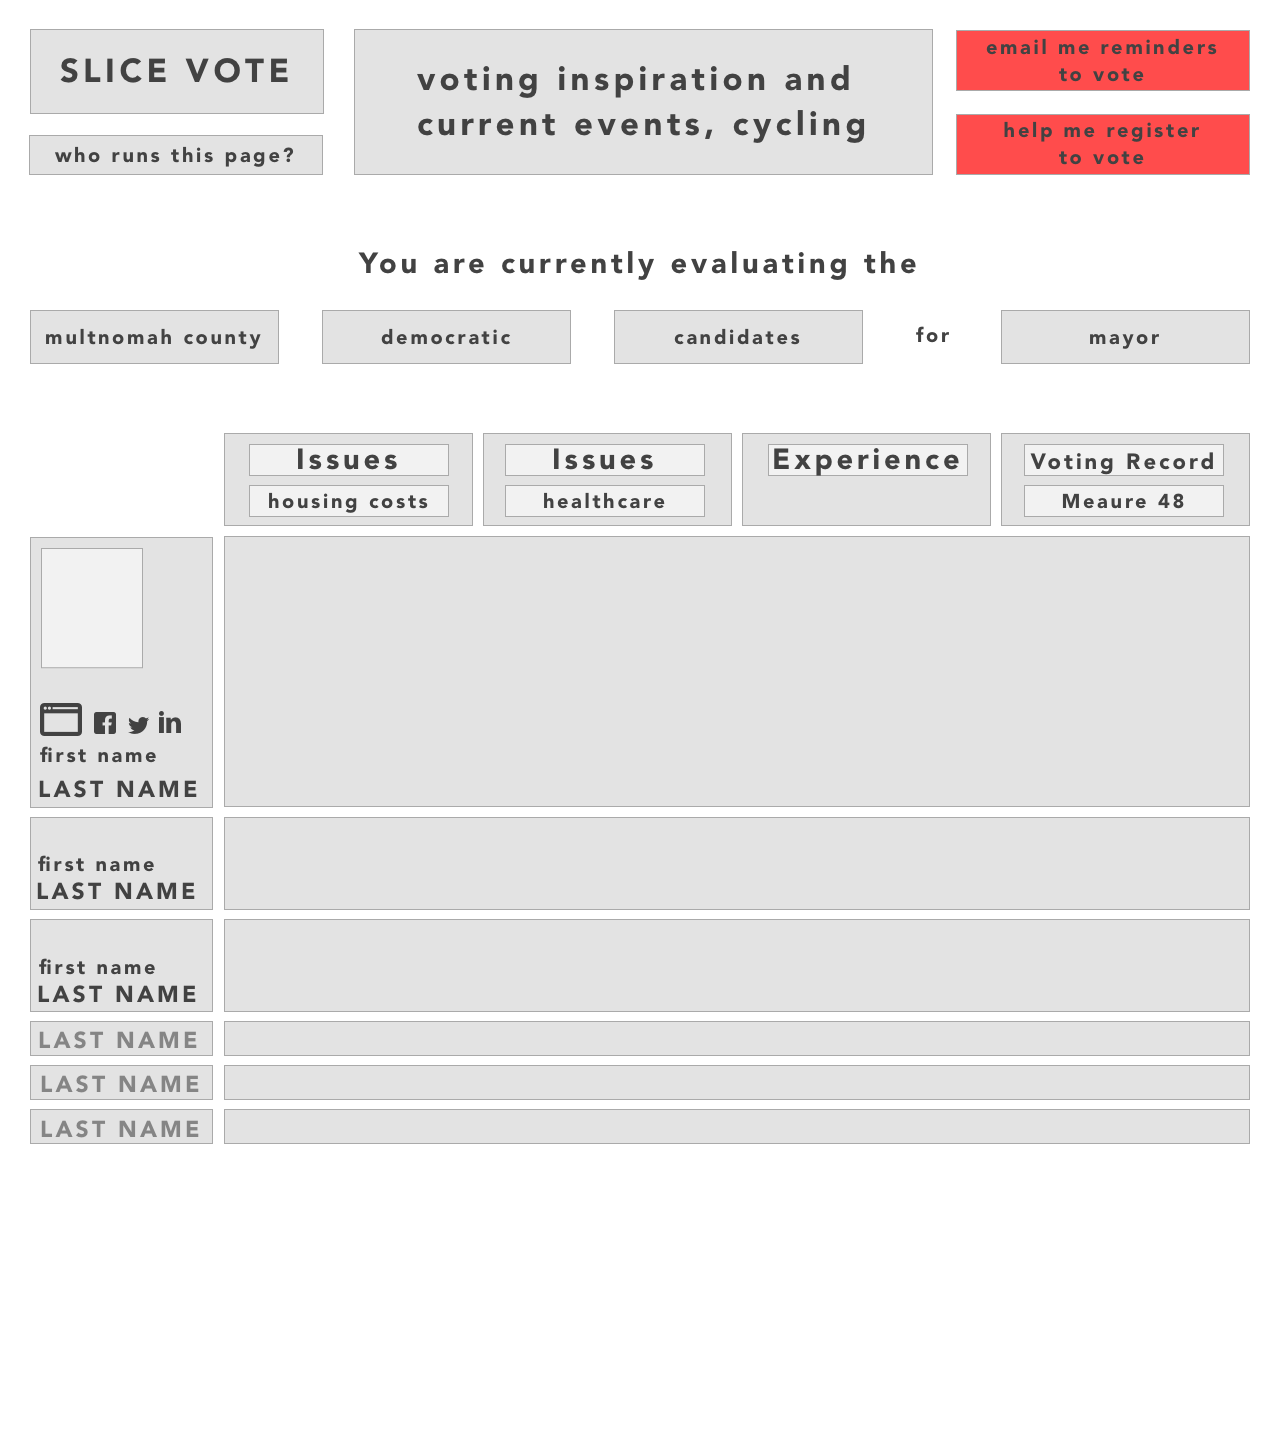 SLICE VOTE
who runs this page?
voting inspiration and
current events, cycling
email me reminders
to vote
help me register
to vote
You are currently evaluating the
multnomah county
democratic
candidates
for
mayor
Issues
housing costs
Issues
healthcare
Experience
Voting Record
Meaure 48
first name
LAST NAME
first name
LAST NAME
first name
LAST NAME
LAST NAME
LAST NAME
LAST NAME